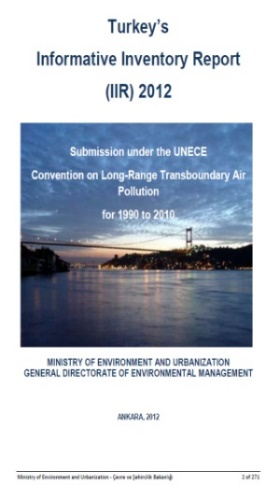 Turkey's
Informative Inventory Report
(IIR) 2012
Submission under the UNECE
Convention on Long-Range Transboundary Air
Pollution
for 1990 to 2010
MINISTRY OF ENVIRONMENT AND URBANIZATION
GENERAL DIRECTORATE OF ENVIRONMENTAL MANAGEMENT
ANKARA, 2012
Ministry of Environment and Urbanization - Çevre ve Şehircilik Bakanlığı 2 of 271